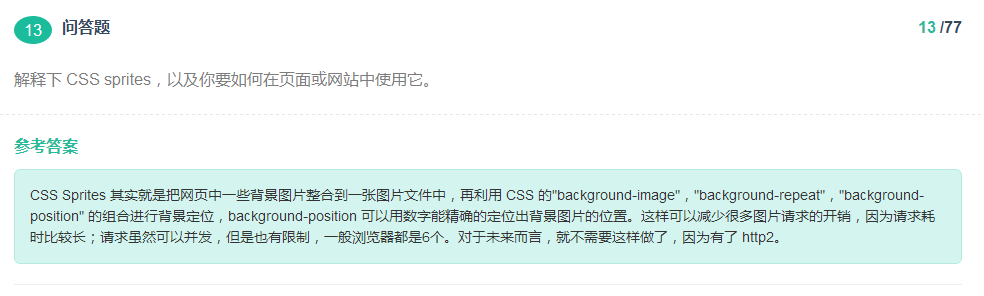 13 问答题 13 /77
解释下 CSS sprites，以及你要如何在页面或网站中使用它。
参考答案
CSS Sprites 其实就是把网页中一些背景图片整合到一张图片文件中，再利用 CSS 的"background-image"，"background-repeat"，"background-
position" 的组合进行背景定位，background-position 可以用数字能精确的定位出背景图片的位置。这样可以减少很多图片请求的开销，因为请求耗
时比较长；请求虽然可以并发，但是也有限制，一般浏览器都是6个。对于未来而言，就不需要这样做了，因为有了 http2。